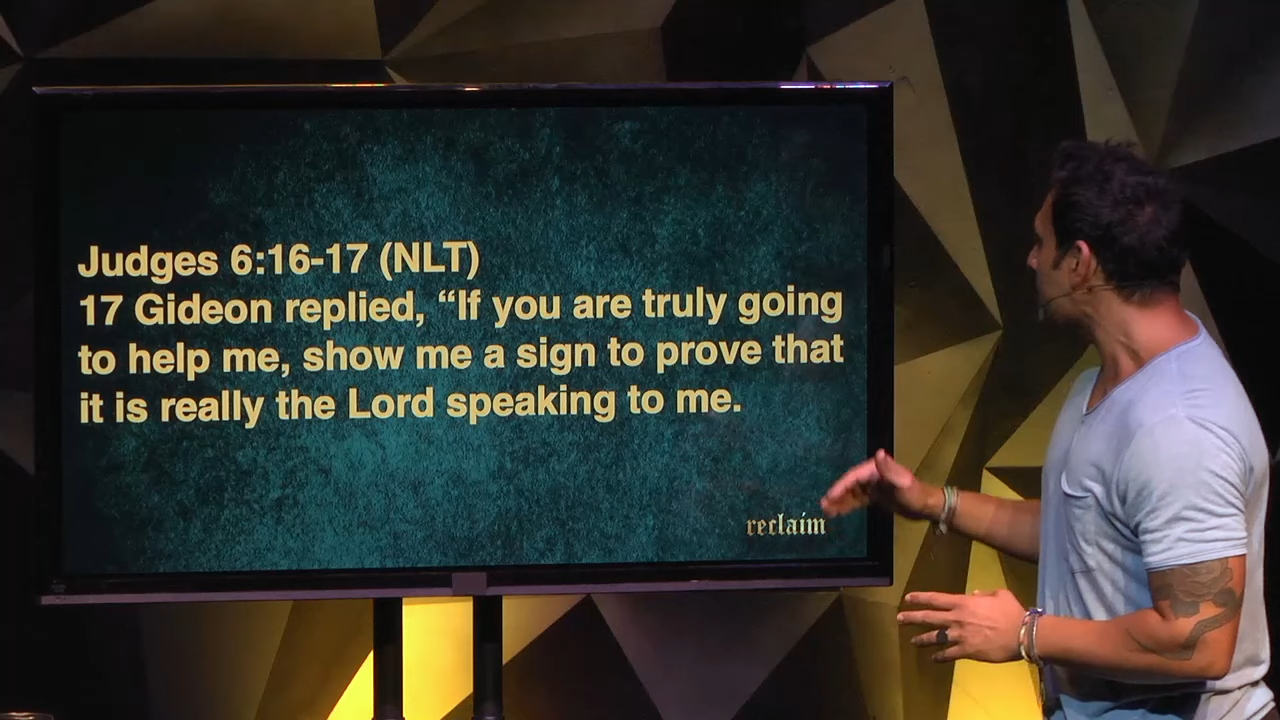 Judges 6:16-17 (NLT)
17 Gideon replied, “If you are truly going
to help me, show me a sign to prove that
it is really the Lord speaking to me.
reclaim